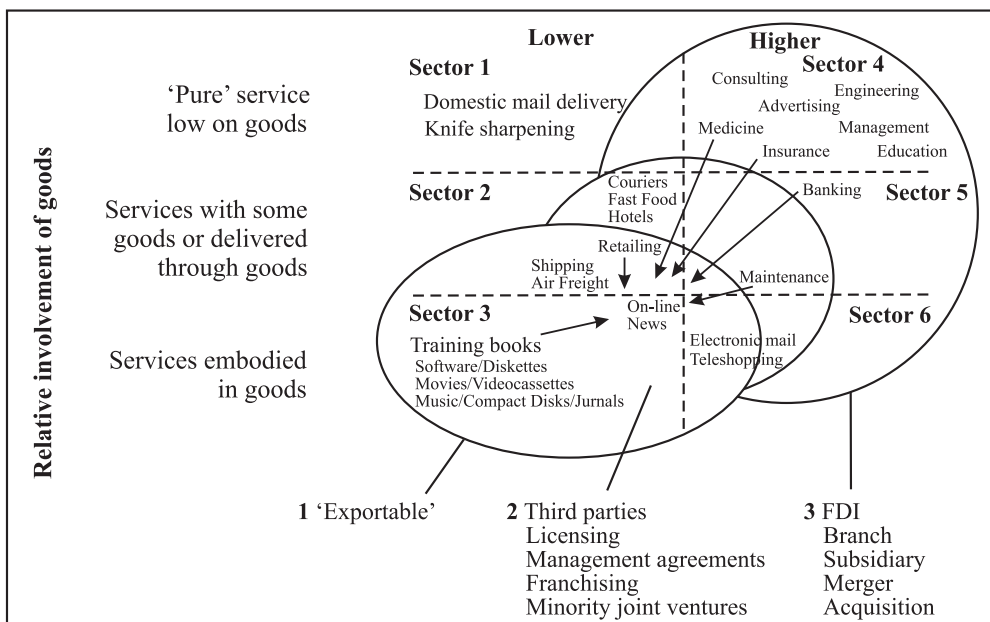 Lower
Higher
Relative involvement of goods
'Pure' service
low on goods
Services with some
goods or delivered
through goods
Services embodied
in goods
Sector 1
Domestic mail delivery
Knife sharpening
Sector 4
Consulting
Engineering
Advertising
Medicine
Management
Insurance
Education
Sector 2
Couriers
Fast Food
Hotels
Retailing
Shipping
Air Freight
Banking
Sector 5
Maintenance
Sector 3
On-line
News
Training books
Software/Diskettes
Movies/Videocassettes
Music/Compact Disks/Jurnals
Sector 6
Electronic mail
Teleshopping
1 'Exportable'
2 Third parties
Licensing
Management agreements
Franchising
Minority joint ventures
3 FDI
Branch
Subsidiary
Merger
Acquisition